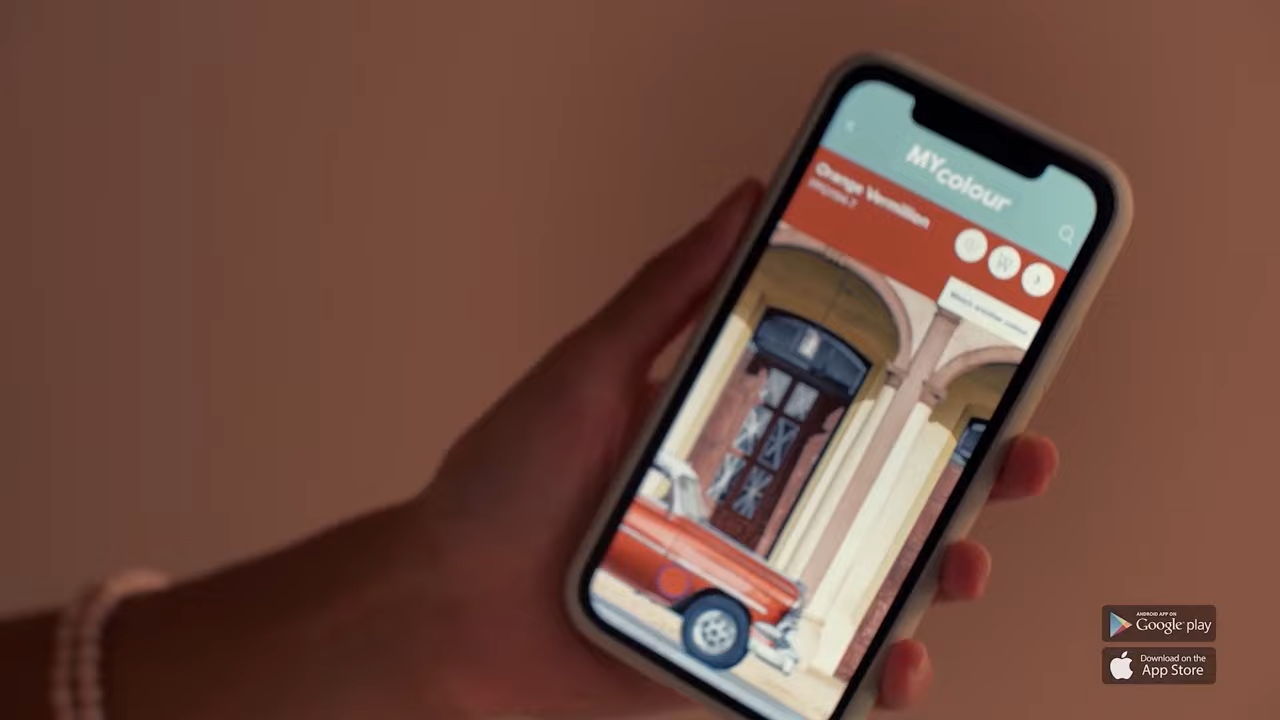 MYcolour
Orange Vermillion
ANDROID APP ON
Google play
Download on the
App Store